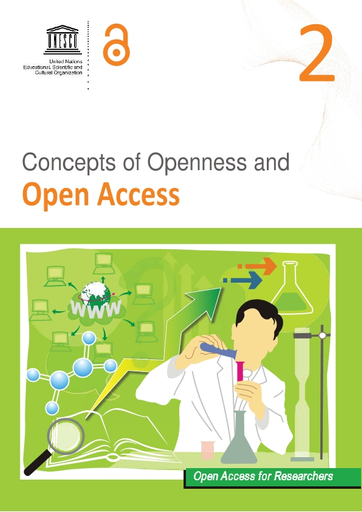 UNESCO
United Nations
Educational, Scientific and
Cultural Organization
2
Concepts of Openness and
Open Access
WWW
Open Access for Researchers